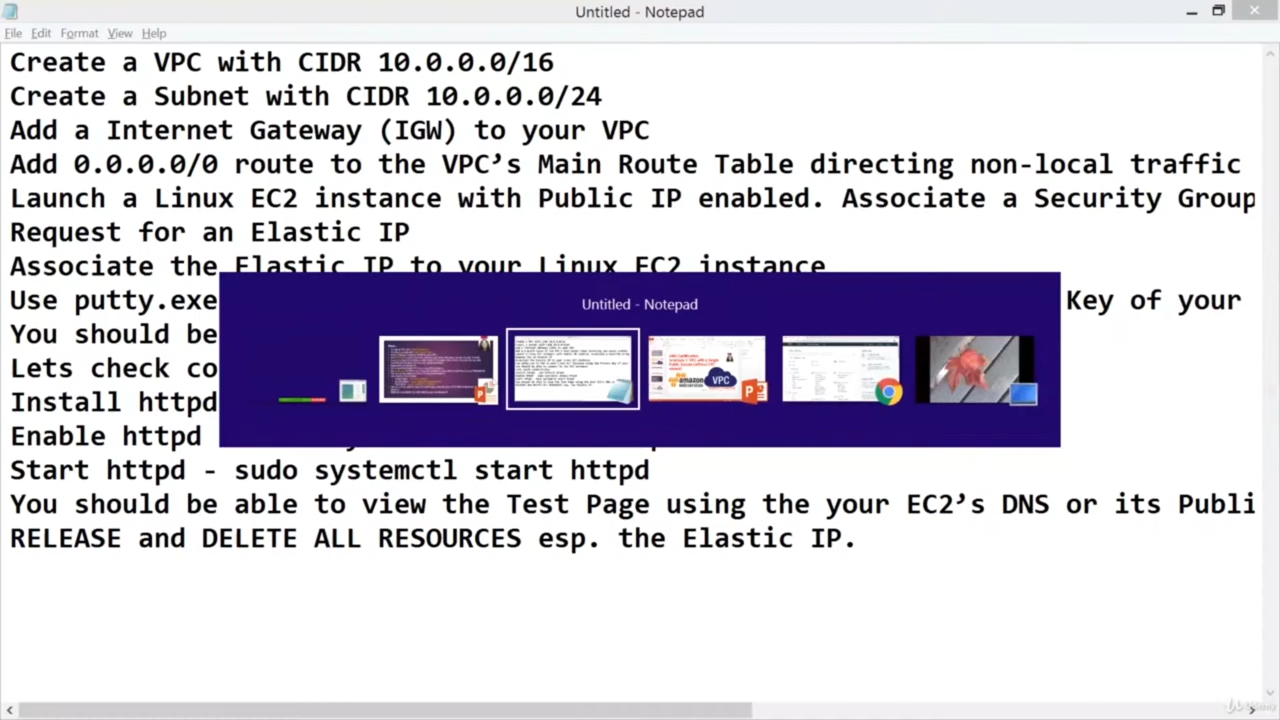 Untitled - Notepad
File Edit Format View Help
Create a VPC with CIDR 10.0.0.0/16
Create a Subnet with CIDR 10.0.0.0/24
Add a Internet Gateway (IGW) to your VPC
Add 0.0.0.0/0 route to the VPC’s Main Route Table directing non-local traffic
Launch a Linux EC2 instance with Public IP enabled. Associate a Security Group
Request for an Elastic IP
Associate the Elastic IP to your Linux EC2 instance
Use putty.exe Key of your
You should be
Lets check co
Install httpd
Enable httpd
Start httpd - sudo systemctl start httpd
You should be able to view the Test Page using the your EC2’s DNS or its Publi
RELEASE and DELETE ALL RESOURCES esp. the Elastic IP.
Untitled - Notepad
amazon
VPC